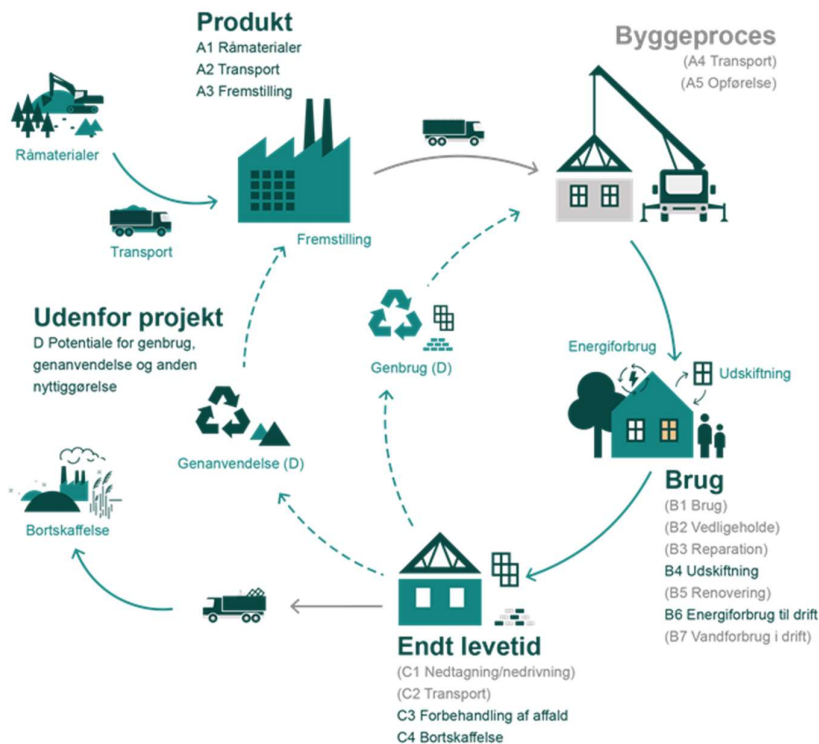 Produkt
A1 Råmaterialer
A2 Transport
A3 Fremstilling
Byggeproces
(A4 Transport)
(A5 Opførelse)
Råmaterialer
Transport
Fremstilling
Udenfor projekt
D Potentiale for genbrug,
genanvendelse og anden
nyttiggørelse
Genbrug (D)
Energiforbrug
Udskiftning
Genanvendelse (D)
Bortskaffelse
Brug
(B1 Brug)
(B2 Vedligeholde)
(B3 Reparation)
B4 Udskiftning
(B5 Renovering)
B6 Energiforbrug til drift
(B7 Vandforbrug i drift)
Endt levetid
(C1 Nedtagning/nedrivning)
(C2 Transport)
C3 Forbehandling af affald
C4 Bortskaffelse